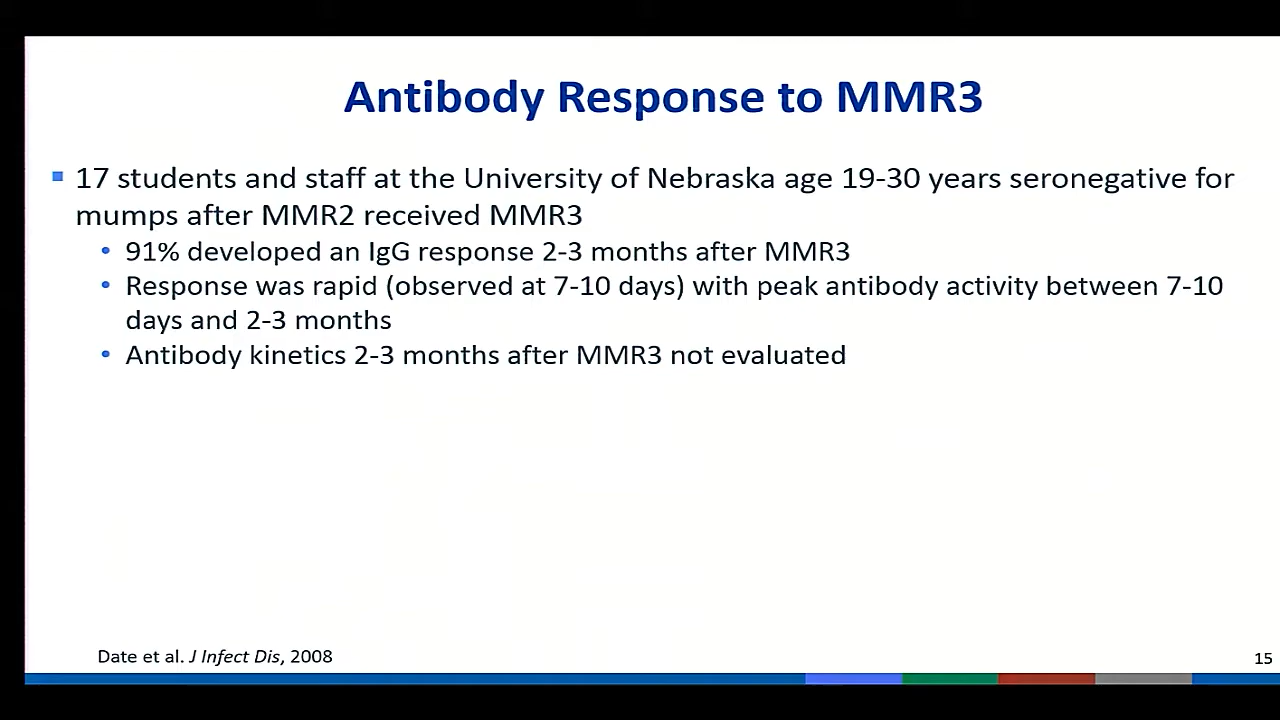 Antibody Response to MMR3
17 students and staff at the University of Nebraska age 19-30 years seronegative for
mumps after MMR2 received MMR3
91% developed an IgG response 2-3 months after MMR3
Response was rapid (observed at 7-10 days) with peak antibody activity between 7-10
days and 2-3 months
Antibody kinetics 2-3 months after MMR3 not evaluated
Date et al. J Infect Dis, 2008
15